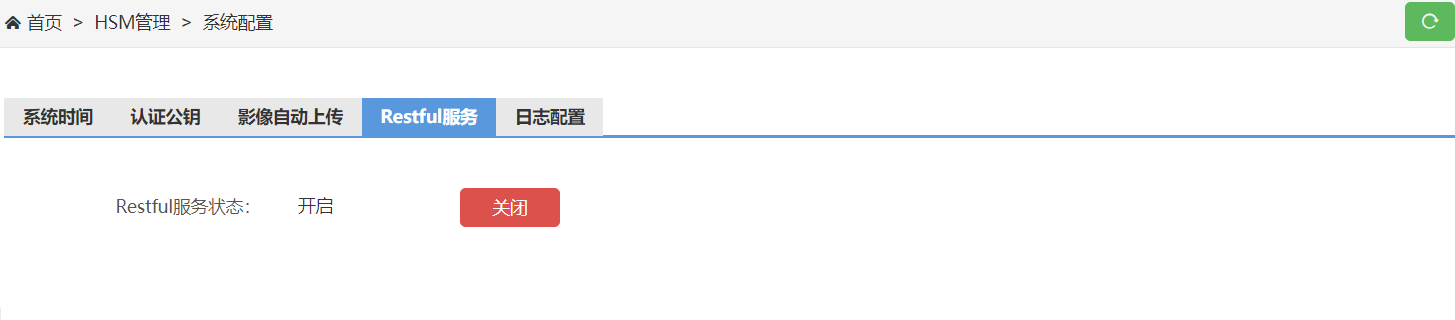 首页 > HSM管理 > 系统配置
系统时间 认证公钥 影像自动上传 Restful服务 日志配置
Restful服务状态: 开启 关闭